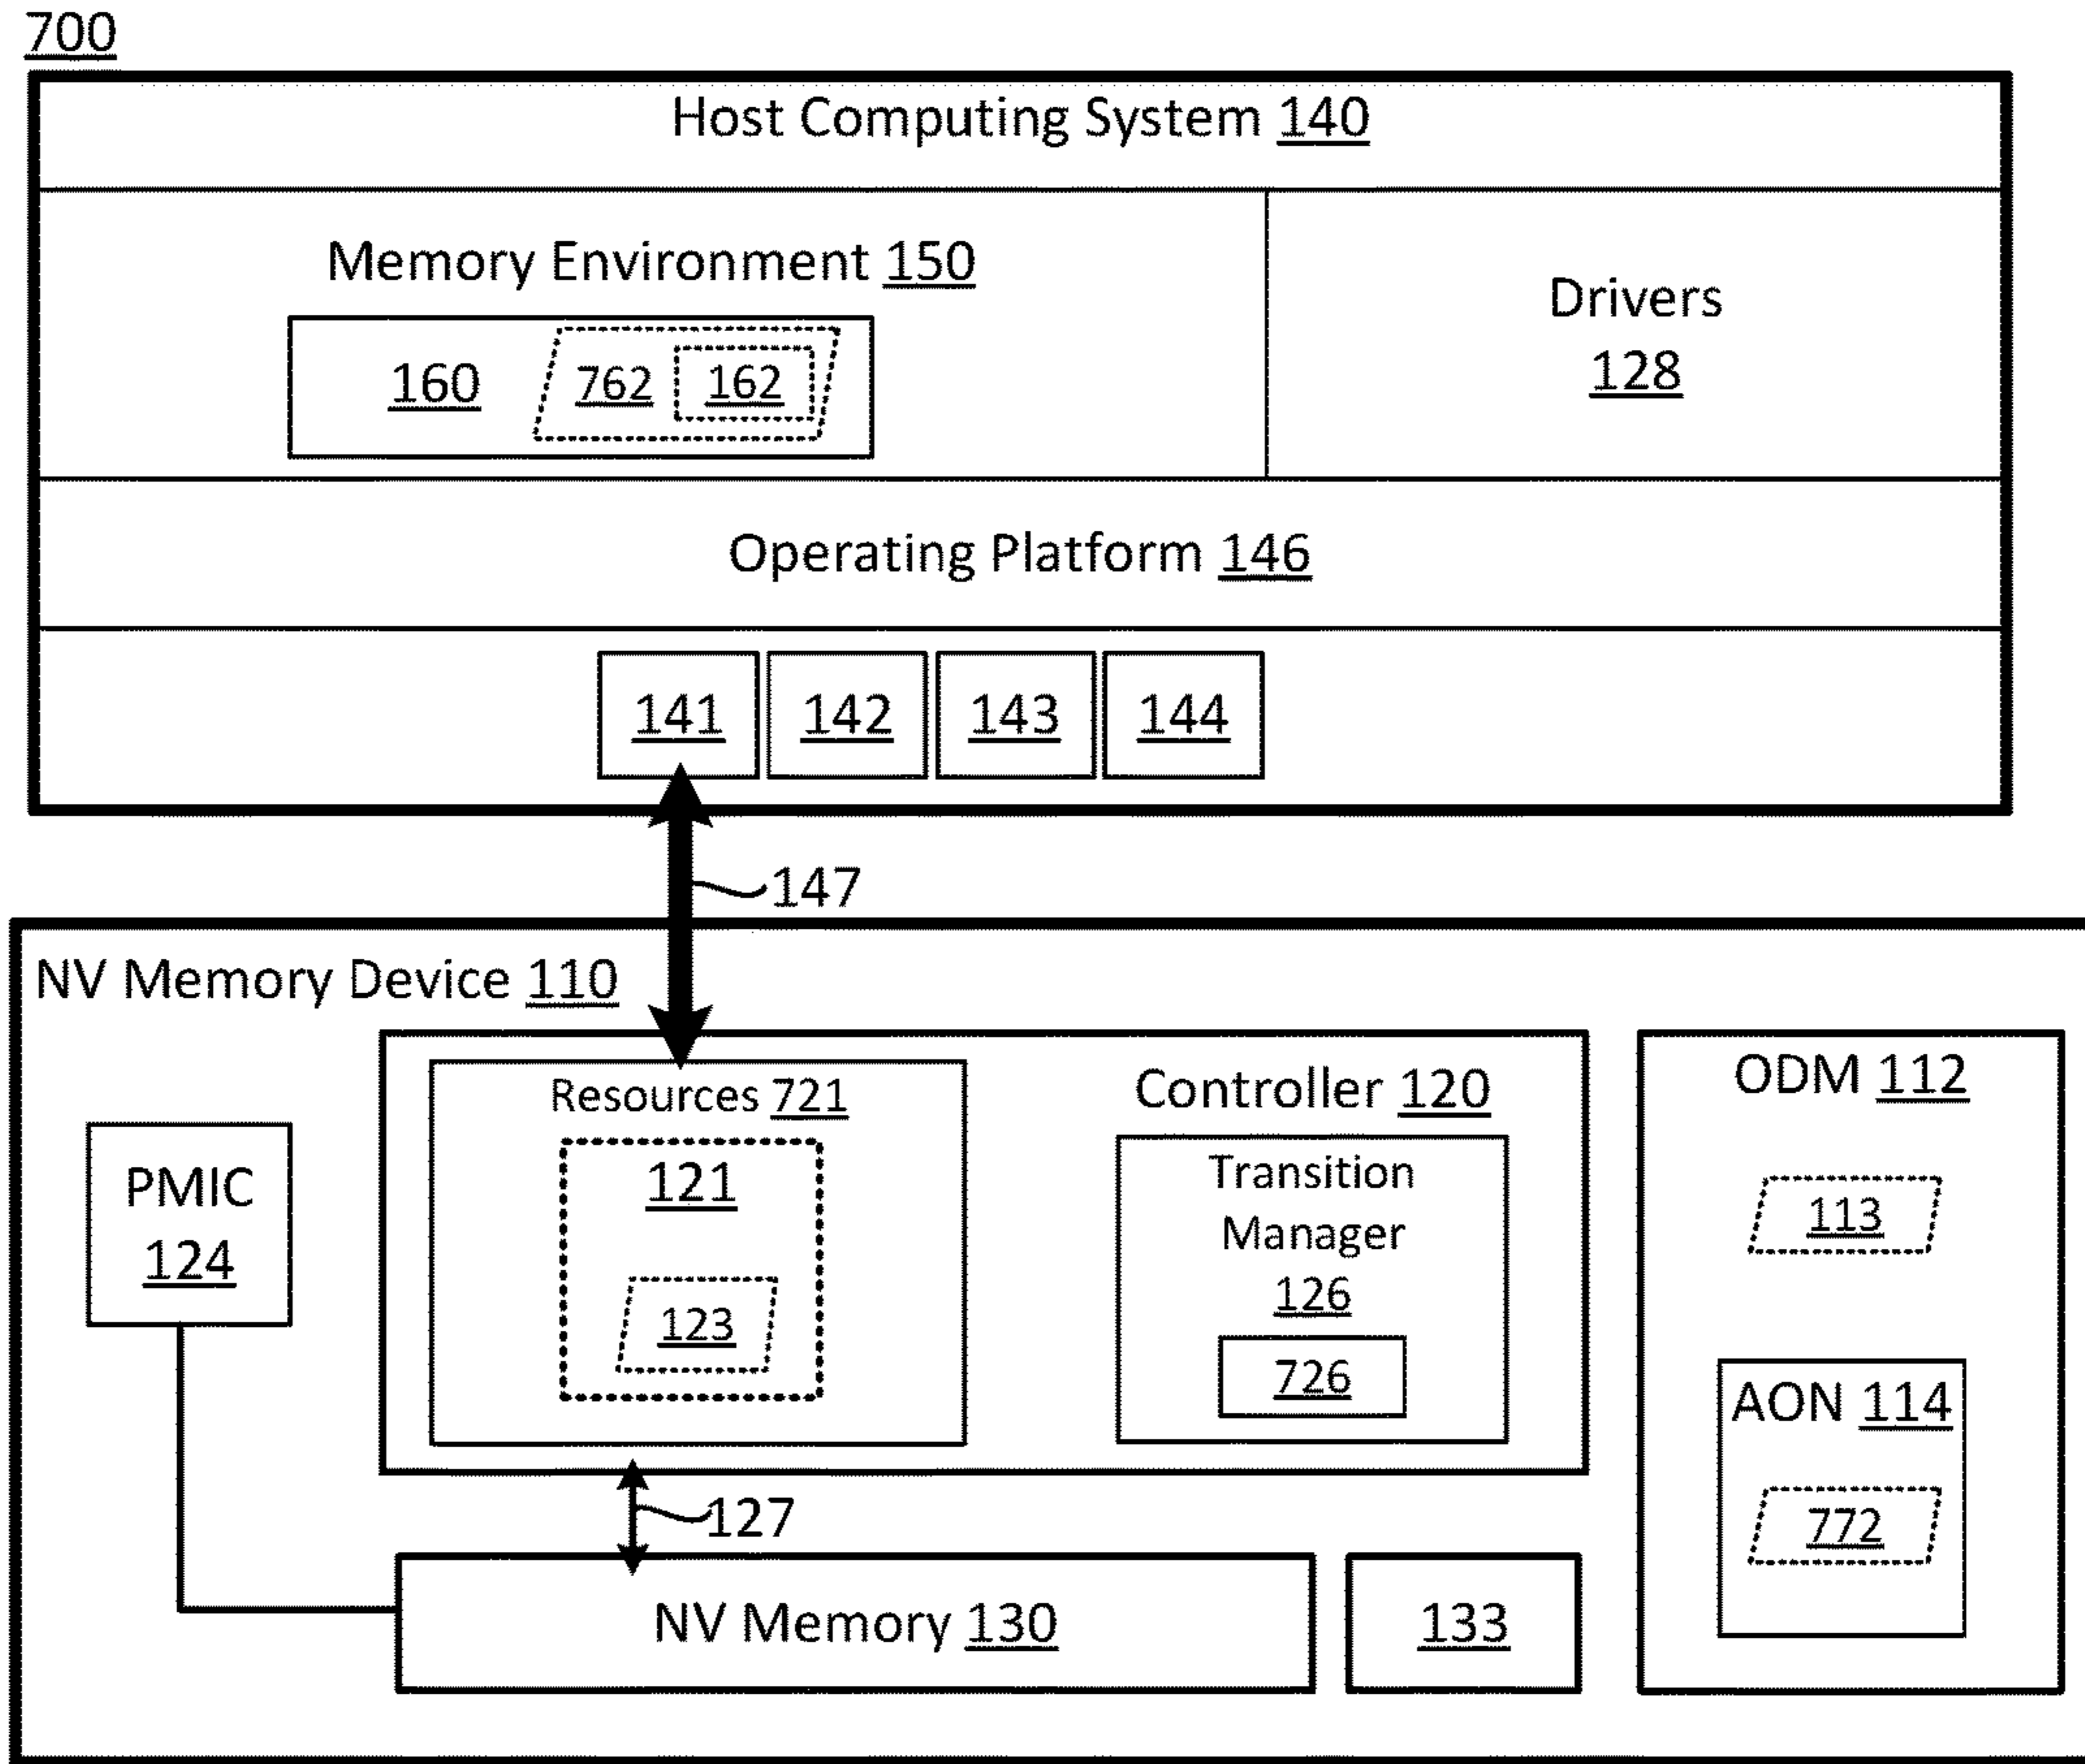 700
Host Computing System 140
Memory Environment 150
160 762 162
Drivers
128
Operating Platform 146
141 142 143 144
147
NV Memory Device 110
Resources 721
121
123
Controller 120
Transition
Manager
126
726
ODM 112
113
AON 114
772
PMIC
124
127
NV Memory 130
133